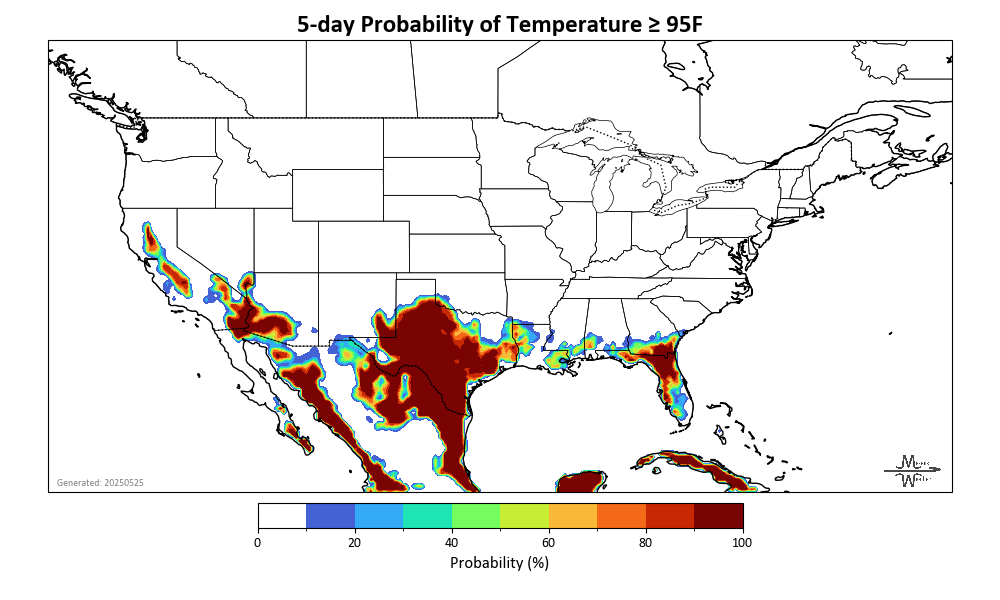 5-day Probability of Temperature ≥ 95F
Generated: 20250525
0 20 40 60 80 100
Probability (%)